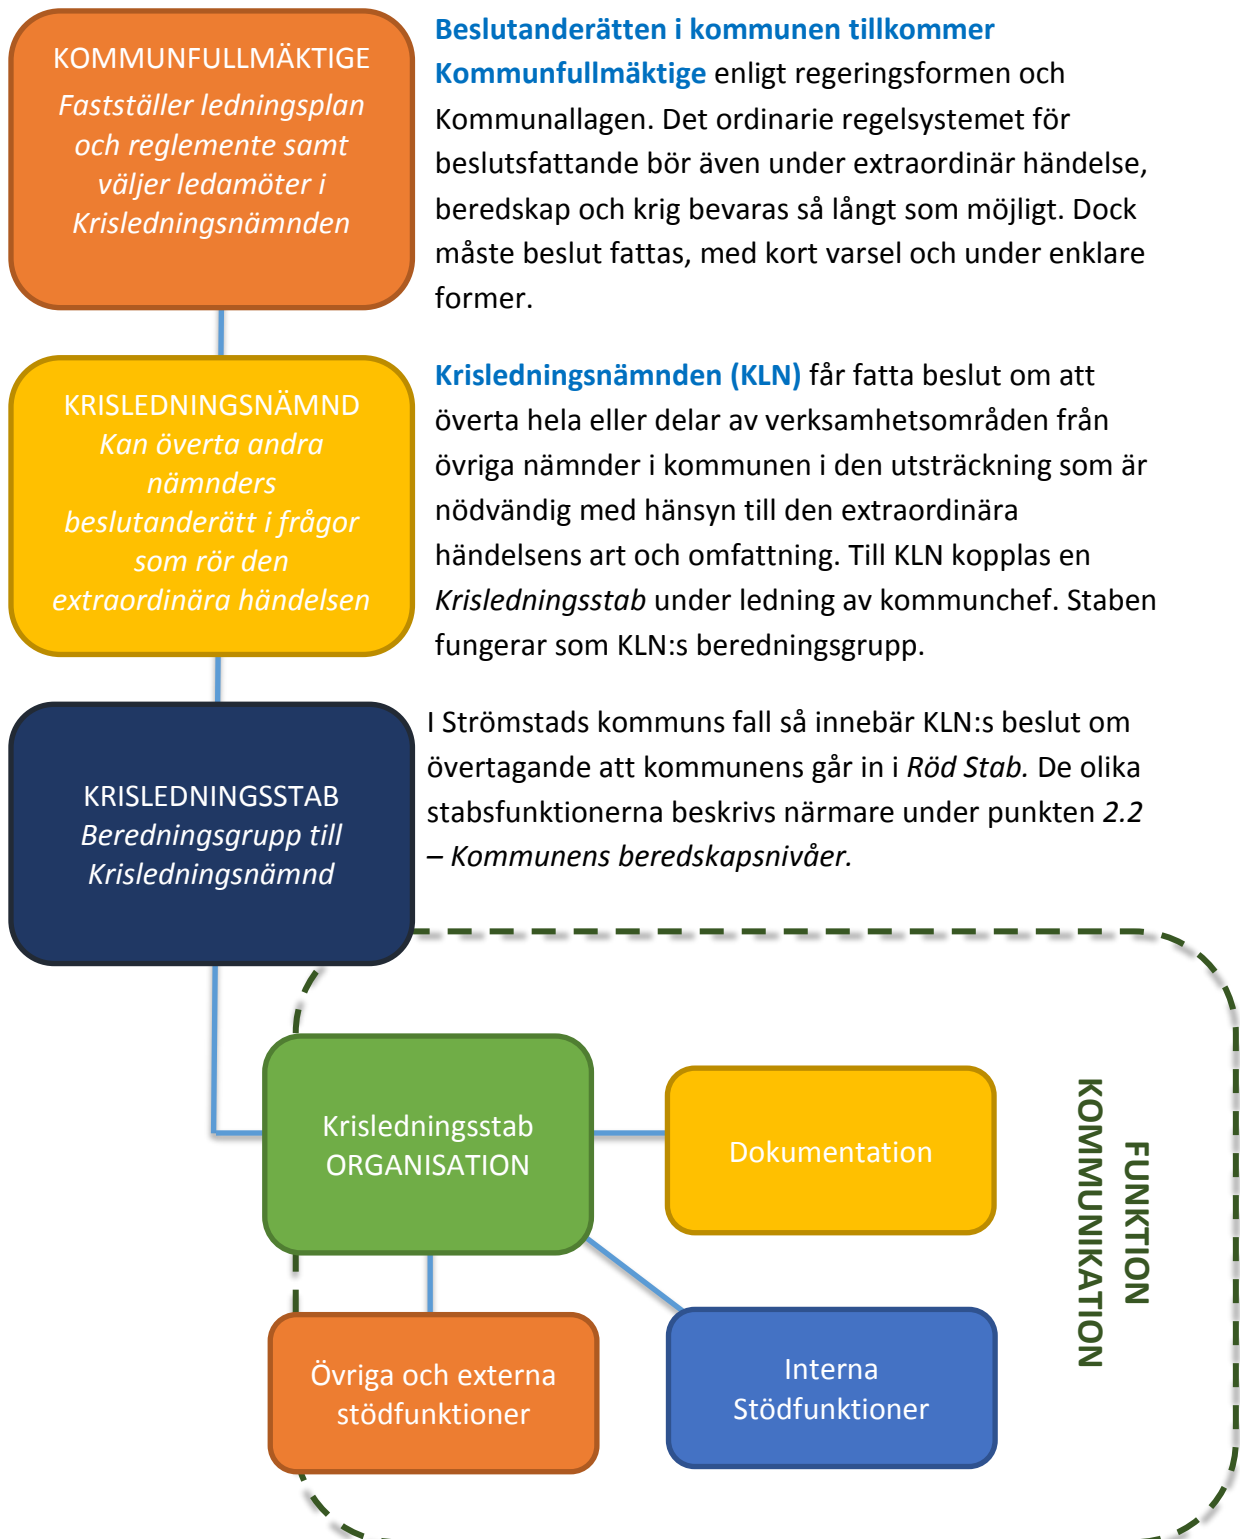 KOMMUNFULLMÄKTIGE
Fastställer ledningsplan
och reglemente samt
väljer ledamöter i
Krisledningsnämnden
Beslutanderätten i kommunen tillkommer
Kommunfullmäktige enligt regeringsformen och
Kommunallagen. Det ordinarie regelsystemet för
beslutsfattande bör även under extraordinär händelse,
beredskap och krig bevaras så långt som möjligt. Dock
måste beslut fattas, med kort varsel och under enklare
former.
KRISLEDNINGSNÄMND
Kan överta andra
nämnders
beslutanderätt i frågor
som rör den
extraordinära händelsen
Krisledningsnämnden (KLN) får fatta beslut om att
överta hela eller delar av verksamhetsområden från
övriga nämnder i kommunen i den utsträckning som är
nödvändig med hänsyn till den extraordinära
händelsens art och omfattning. Till KLN kopplas en
Krisledningsstab under ledning av kommunchef. Staben
fungerar som KLN:s beredningsgrupp.
KRISLEDNINGSSTAB
Beredningsgrupp till
Krisledningsnämnd
I Strömstads kommuns fall så innebär KLN:s beslut om
övertagande att kommunens går in i Röd Stab. De olika
stabsfunktionerna beskrivs närmare under punkten 2.2
– Kommunens beredskapsnivåer.
Krisledningsstab
ORGANISATION
Dokumentation
FUNKTION
KOMMUNIKATION
Övriga och externa
stödfunktioner
Interna
Stödfunktioner